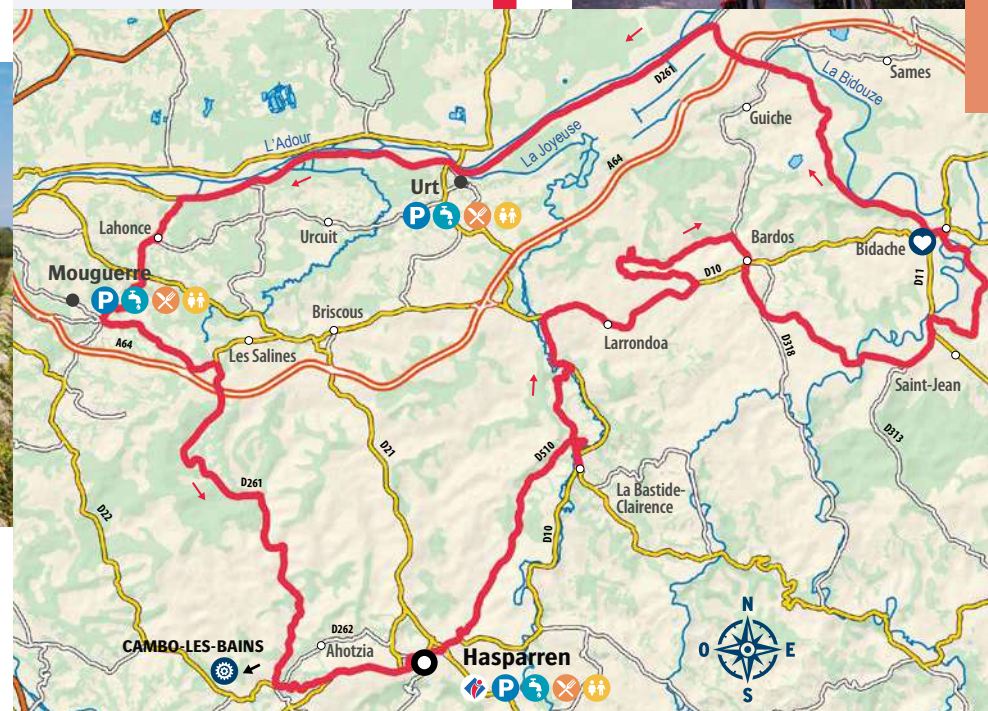 D261
La Bidouze
Sames
Guiche
L'Adour
La Joyeuse
A64
Urt
P
Lahonce
Urcuit
Bardos
Bidache
D10
D11
Mouguerre
P
Briscous
A64
Les Salines
Larrondoa
D318
Saint-Jean
D313
D21
D510
D261
La Bastide-
Clairence
D22
D10
N
O
E
S
D262
CAMBO-LES-BAINS
Ahotzia
Hasparren
P